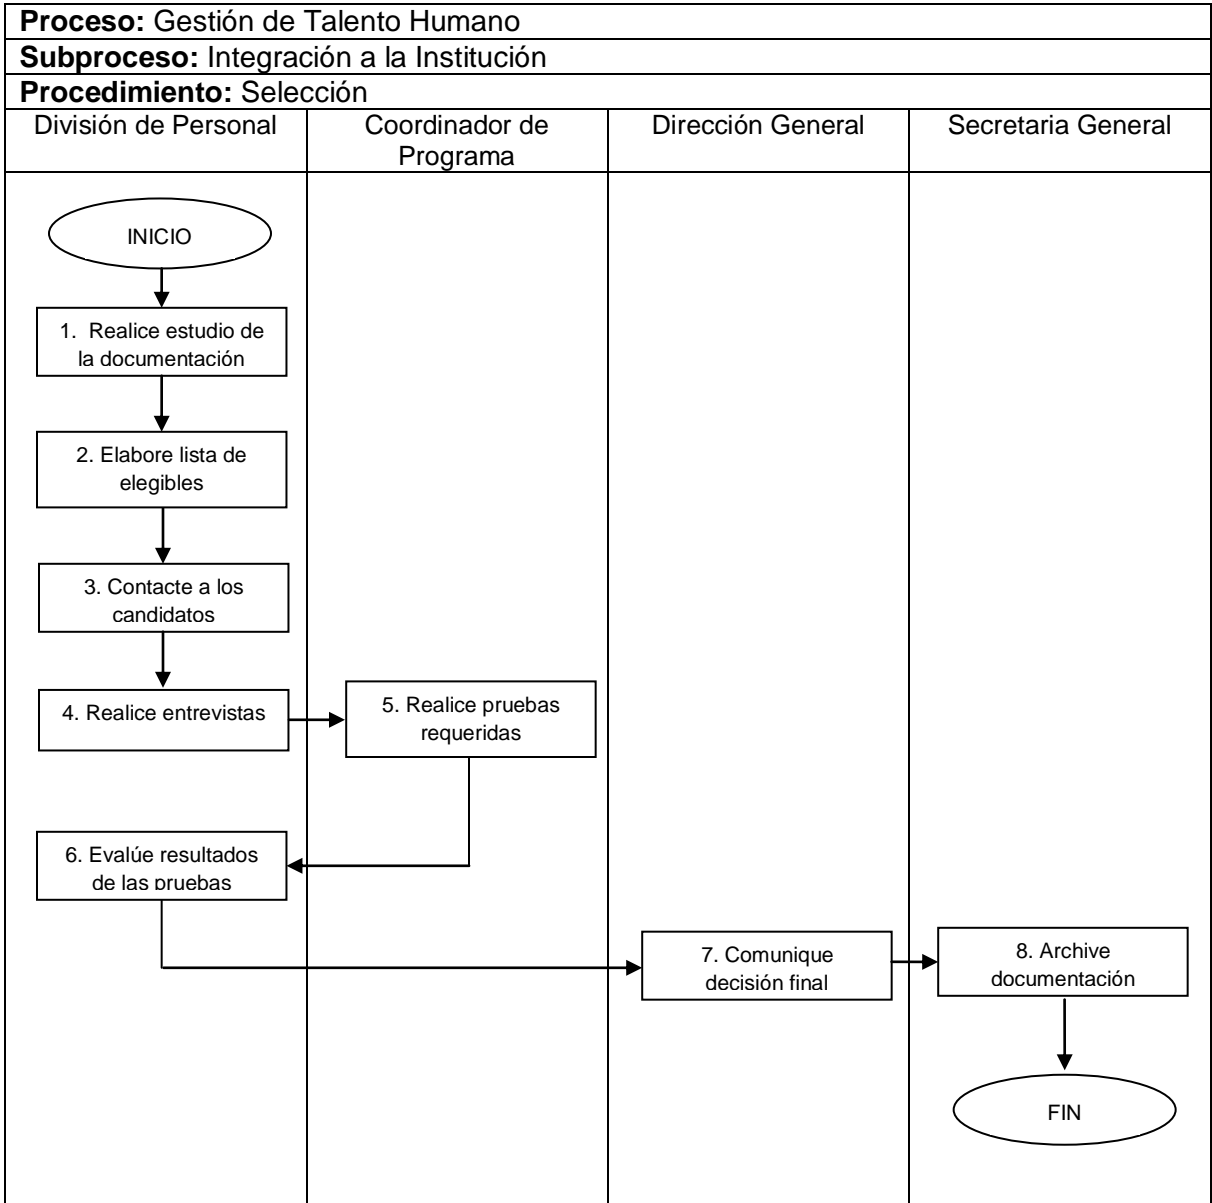 Proceso: Gestión de Talento Humano
Subproceso: Integración a la Institución
Procedimiento: Selección
División de Personal
Coordinador de
Programa
Dirección General
Secretaria General
INICIO
1. Realice estudio de
la documentación
2. Elabore lista de
elegibles
3. Contacte a los
candidatos
4. Realice entrevistas
5. Realice pruebas
requeridas
6. Evalúe resultados
de las pruebas
7. Comunique
decisión final
8. Archive
documentación
FIN